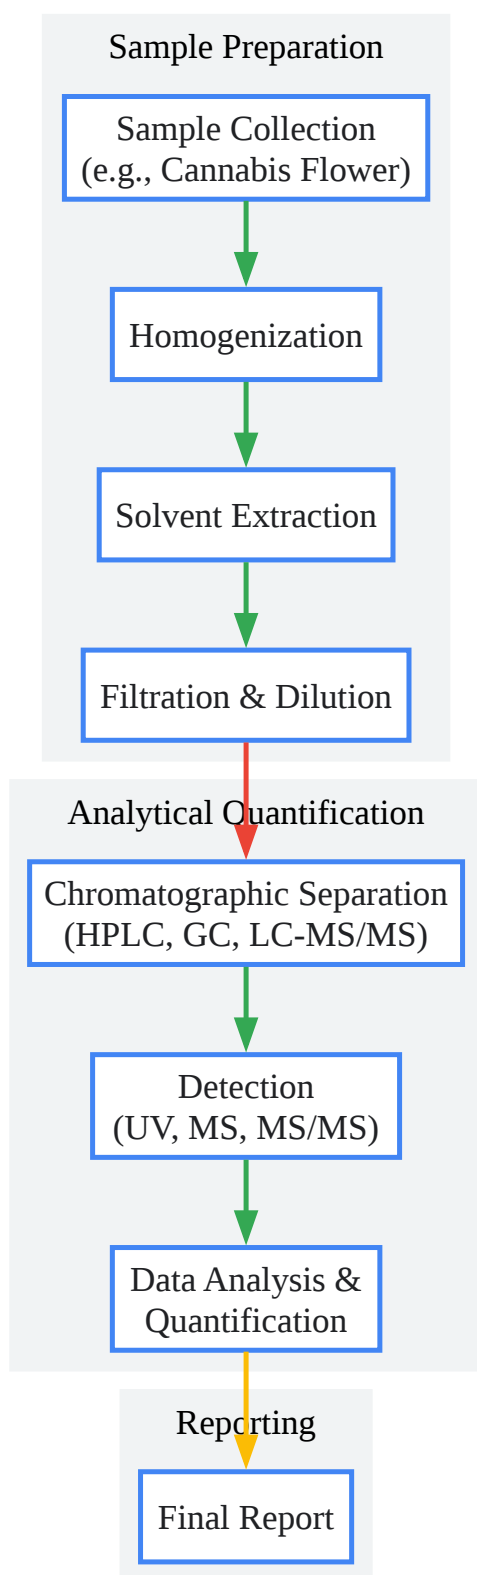 Sample Preparation
Sample Collection
(e.g., Cannabis Flower)
Homogenization
Solvent Extraction
Filtration & Dilution
Analytical Quantification
Chromatographic Separation
(HPLC, GC, LC-MS/MS)
Detection
(UV, MS, MS/MS)
Data Analysis &
Quantification
Reporting
Final Report